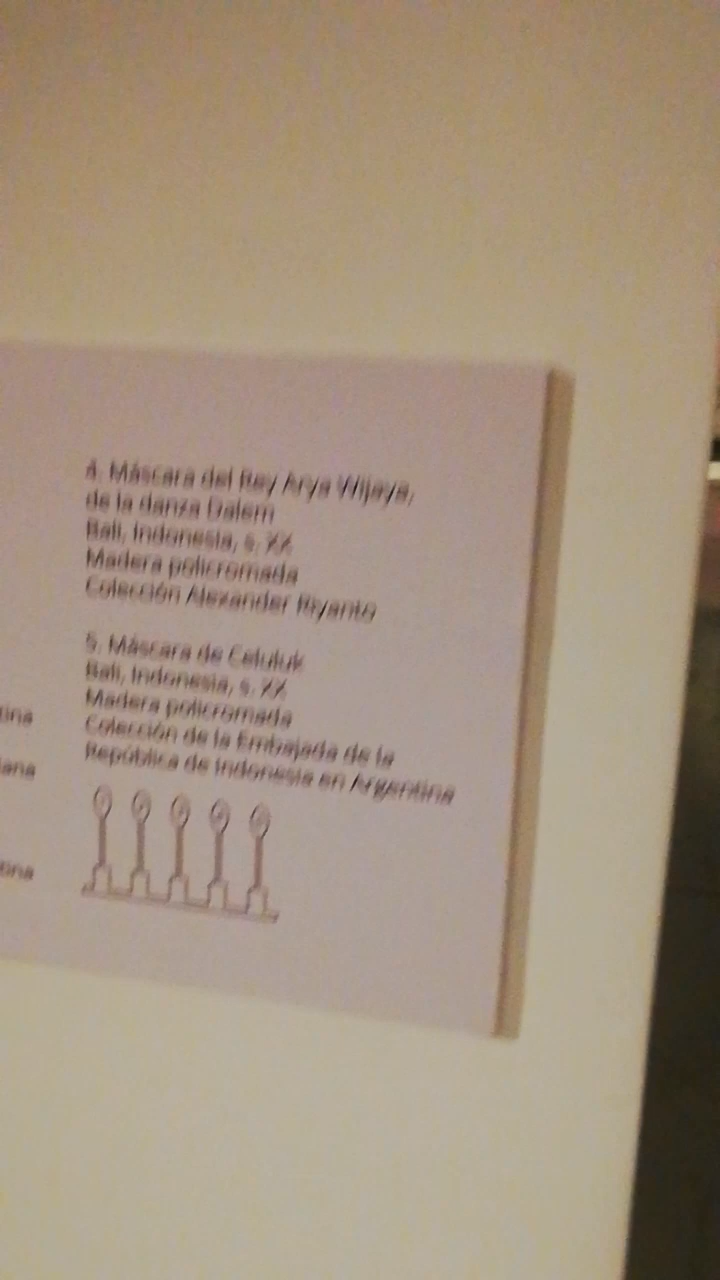 4. Máscara del Rey Arya Wijaya,
de la danza Dalem
Bali, Indonesia, s. XX
Madera policromada
Colección Alexander Riyanto
5. Máscara de Celuluk
Bali, Indonesia, s. XX
Madera policromada
Colección de la Embajada de la
República de Indonesia en Argentina